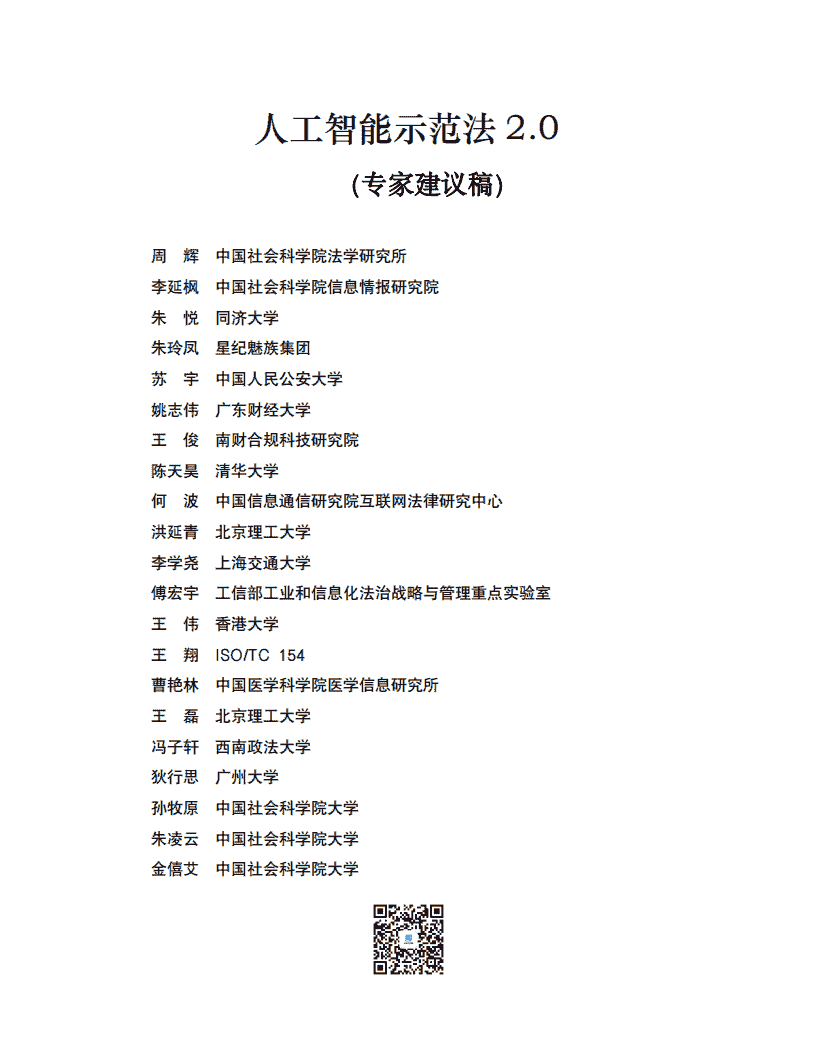 人工智能示范法 2.0
(专家建议稿)
周　辉　中国社会科学院法学研究所
李延枫　中国社会科学院信息情报研究院
朱　悦　同济大学
朱玲凤　星纪魅族集团
苏　宇　中国人民公安大学
姚志伟　广东财经大学
王　俊　南财合规科技研究院
陈天昊　清华大学
何　波　中国信息通信研究院互联网法律研究中心
洪延青　北京理工大学
李学尧　上海交通大学
傅宏宇　工信部工业和信息化法治战略与管理重点实验室
王　伟　香港大学
王　翔　ISO/TC 154
曹艳林　中国医学科学院医学信息研究所
王　磊　北京理工大学
冯子轩　西南政法大学
狄行思　广州大学
孙牧原　中国社会科学院大学
朱凌云　中国社会科学院大学
金僖艾　中国社会科学院大学